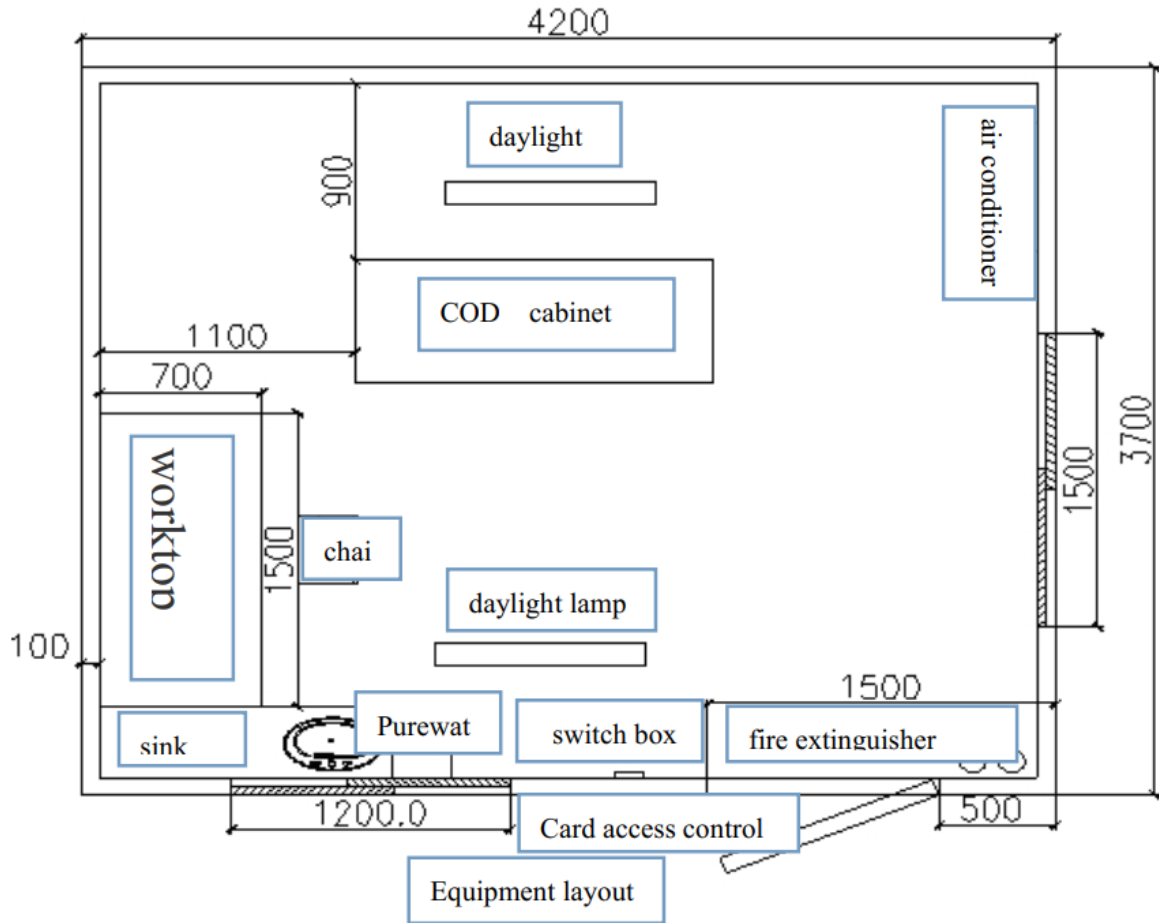 4200
daylight
air conditioner
900
COD cabinet
1100
700
3700
worktop
1500
1500
chai
daylight lamp
100
1500
Purewat
switch box
fire extinguisher
sink
1200.0
Card access control
500
Equipment layout